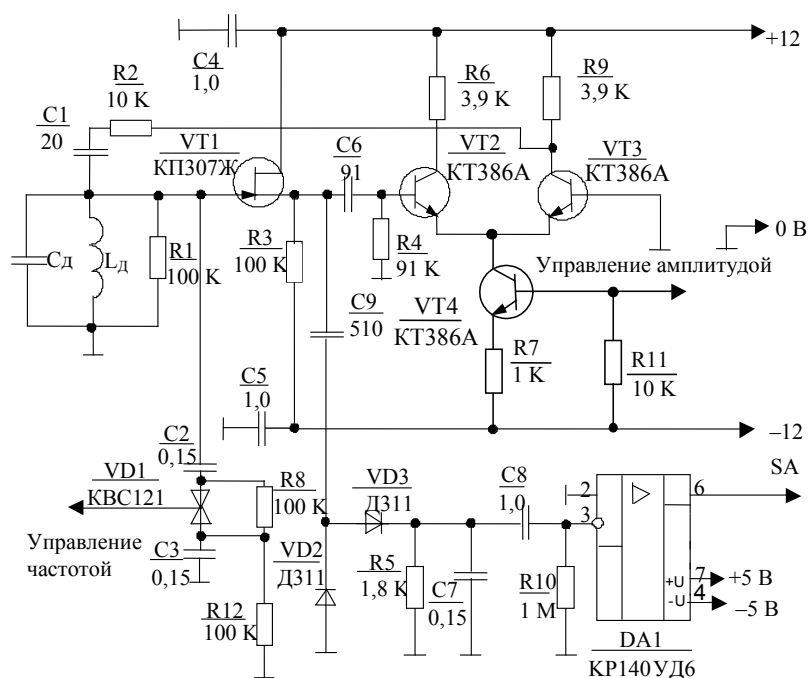 C4
1,0
+12
R2
10 K
R6
3,9 K
R9
3,9 K
C1
20
VT1
КП307Ж
C6
91
VT2
КТ386А
VT3
КТ386А
Cд
Lд
R1
100 K
R3
100 K
R4
91 K
0 В
Управление амплитудой
C9
510
VT4
КТ386А
R7
1 K
R11
10 K
C5
1,0
–12
C2
0,15
SA
VD1
КВС121
R8
100 K
VD3
Д311
C8
1,0
2
3
6
Управление
частотой
C3
0,15
VD2
Д311
R5
1,8 K
C7
0,15
R10
1 М
+U
7
+5 В
-U
4
–5 В
R12
100 K
DA1
КР140УД6